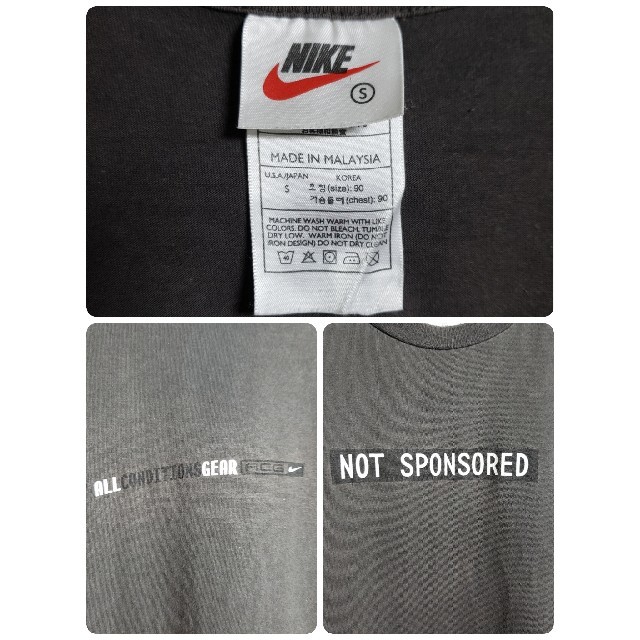 NIKE
S
MADE IN MALAYSIA
U.S.A/JAPAN KOREA
S 호칭(size): 90
가슴둘레(chest): 90
MACHINE WASH WARM WITH LIKE
COLORS. DO NOT BLEACH. TUMBLE
DRY LOW. WARM IRON (DO NOT
IRON DESIGN) DO NOT DRY CLEAN
40
ALL CONDITIONS GEAR ACG
NOT SPONSORED